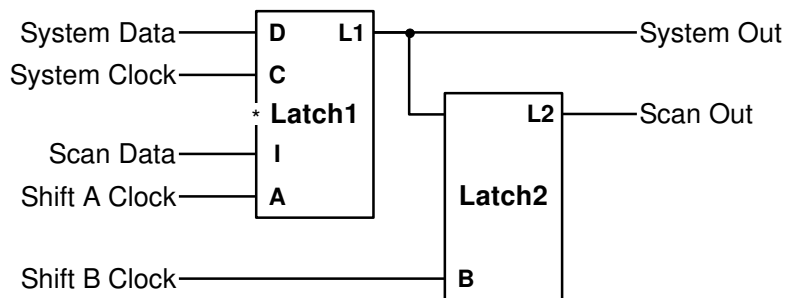 System Data D L1 System Out
System Clock C
* Latch1 L2 Scan Out
Scan Data I
Shift A Clock A Latch2
Shift B Clock B